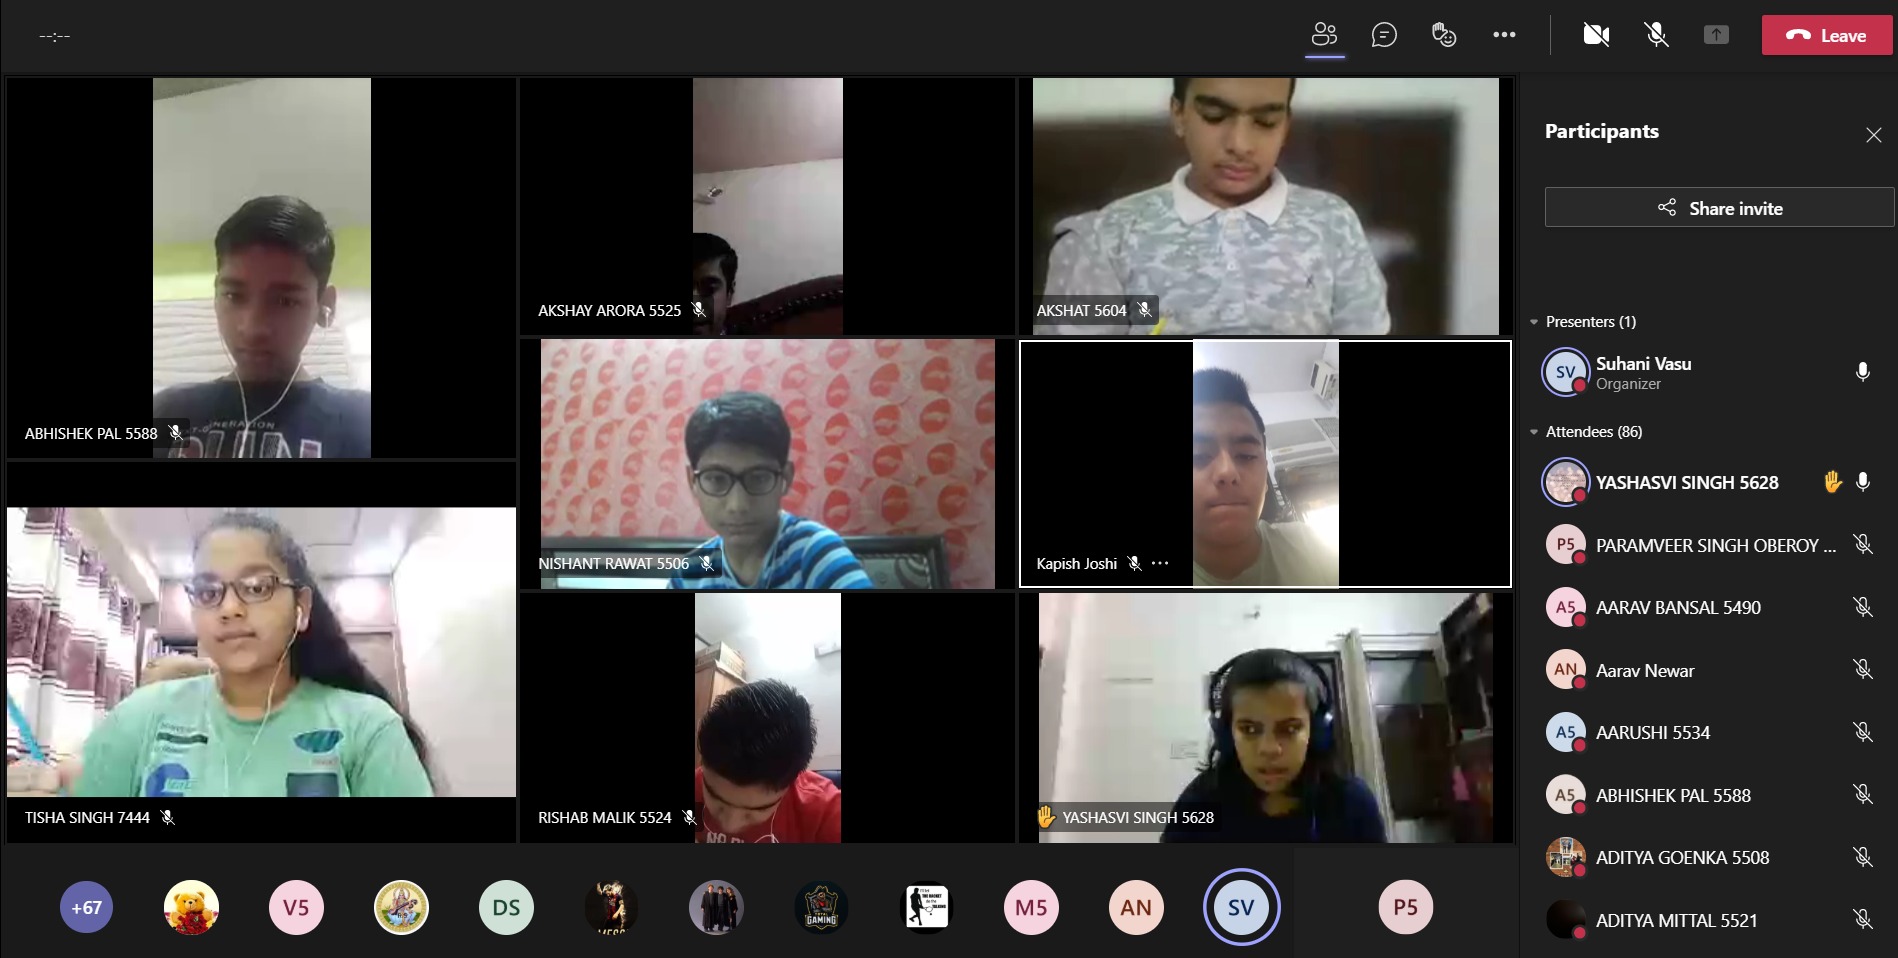 --:--
Leave
ABHISHEK PAL 5588
AKSHAY ARORA 5525
AKSHAT 5604
NISHANT RAWAT 5506
Kapish Joshi
TISHA SINGH 7444
RISHAB MALIK 5524
YASHASVI SINGH 5628
+67
V5
DS
GAMING
M5
AN
SV
P5
Participants
Share invite
Presenters (1)
SV
Suhani Vasu
Organizer
Attendees (86)
YASHASVI SINGH 5628
P5
PARAMVEER SINGH OBEROY ...
A5
AARAV BANSAL 5490
AN
Aarav Newar
A5
AARUSHI 5534
A5
ABHISHEK PAL 5588
ADITYA GOENKA 5508
ADITYA MITTAL 5521